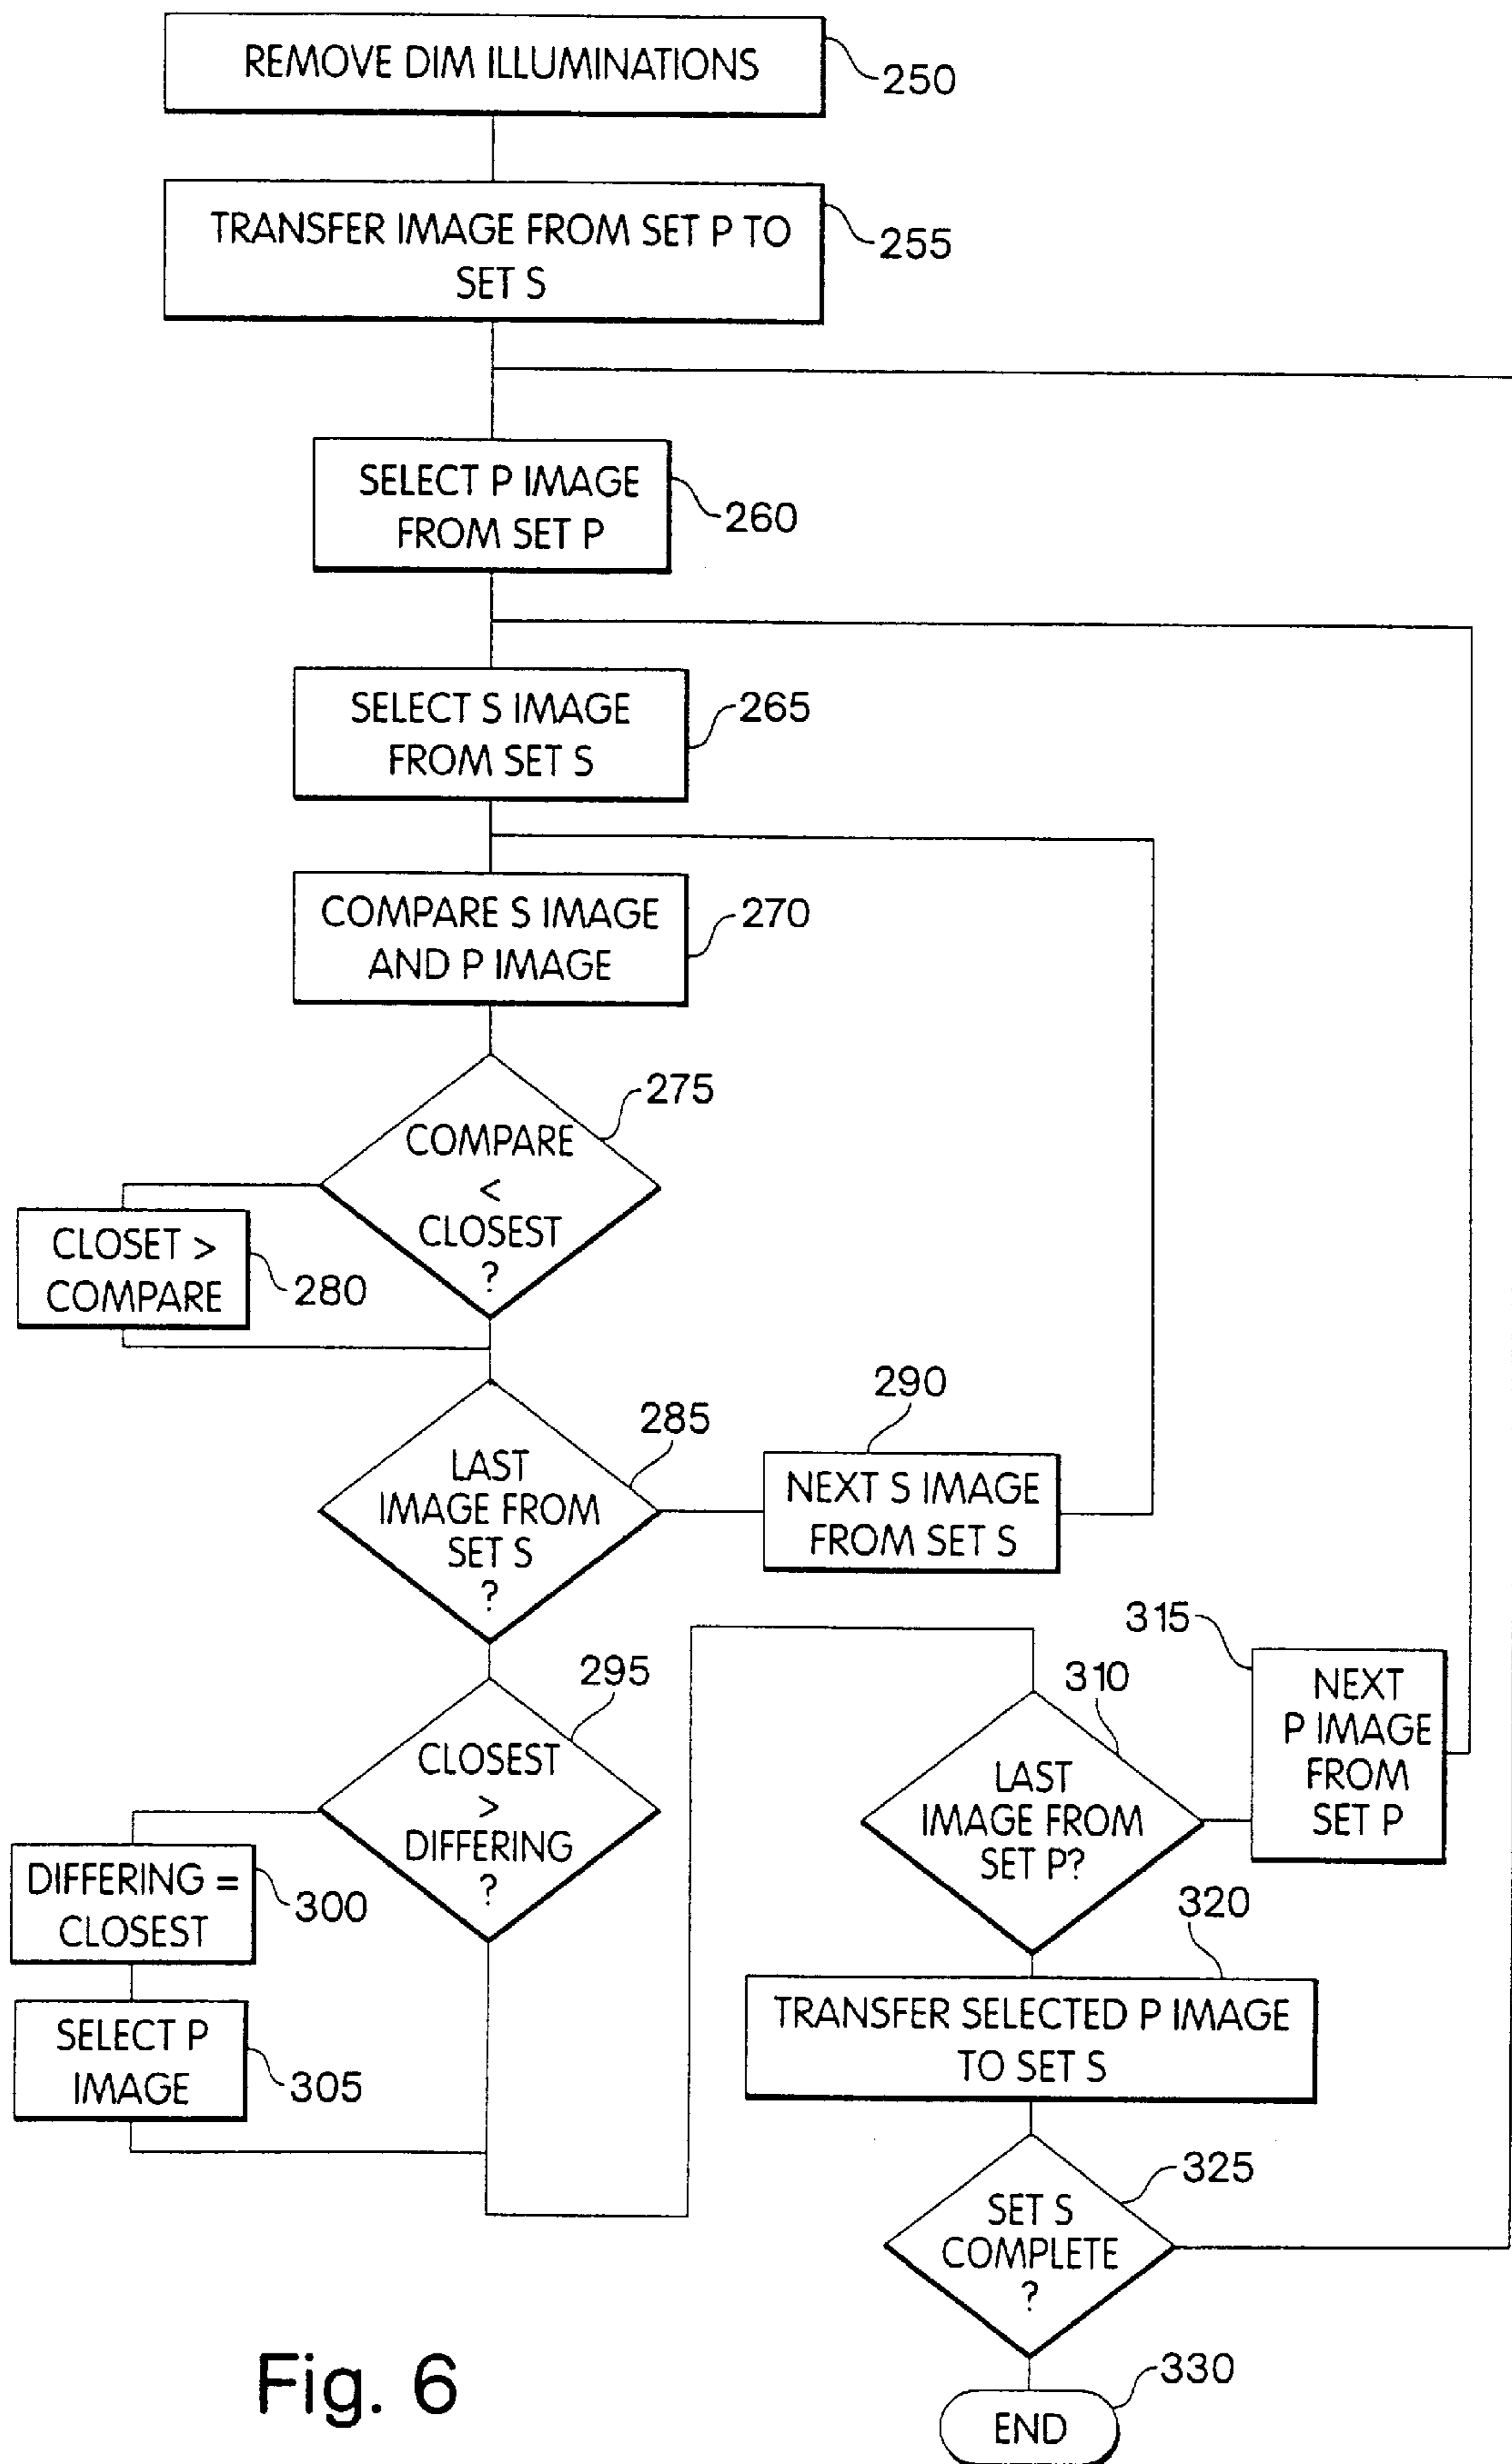 REMOVE DIM ILLUMINATIONS
250
TRANSFER IMAGE FROM SET P TO
SET S
255
SELECT P IMAGE
FROM SET P
260
SELECT S IMAGE
FROM SET S
265
COMPARE S IMAGE
AND P IMAGE
270
COMPARE
<
CLOSEST
?
275
CLOSET >
COMPARE
280
LAST
IMAGE FROM
SET S
?
285
NEXT S IMAGE
FROM SET S
290
CLOSEST
>
DIFFERING
?
295
DIFFERING =
CLOSEST
300
SELECT P
IMAGE
305
LAST
IMAGE FROM
SET P?
310
NEXT
P IMAGE
FROM
SET P
315
TRANSFER SELECTED P IMAGE
TO SET S
320
SET S
COMPLETE
?
325
END
330
Fig. 6